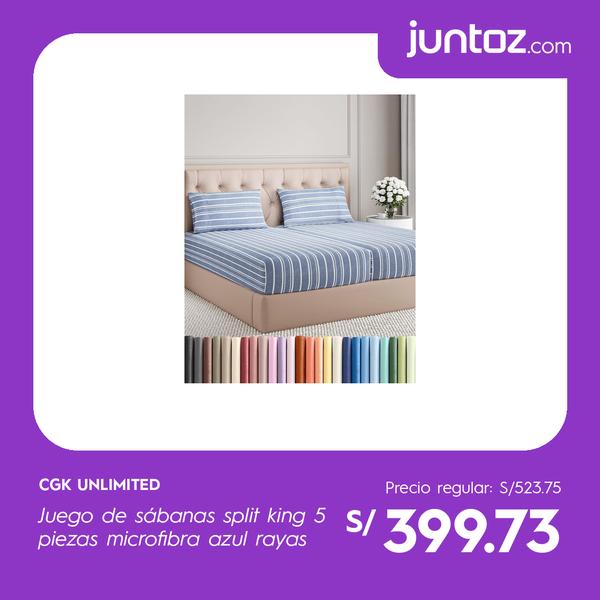 juntoz.com
CGK UNLIMITED
Juego de sábanas split king 5
piezas microfibra azul rayas
Precio regular: S/523.75
S/ 399.73